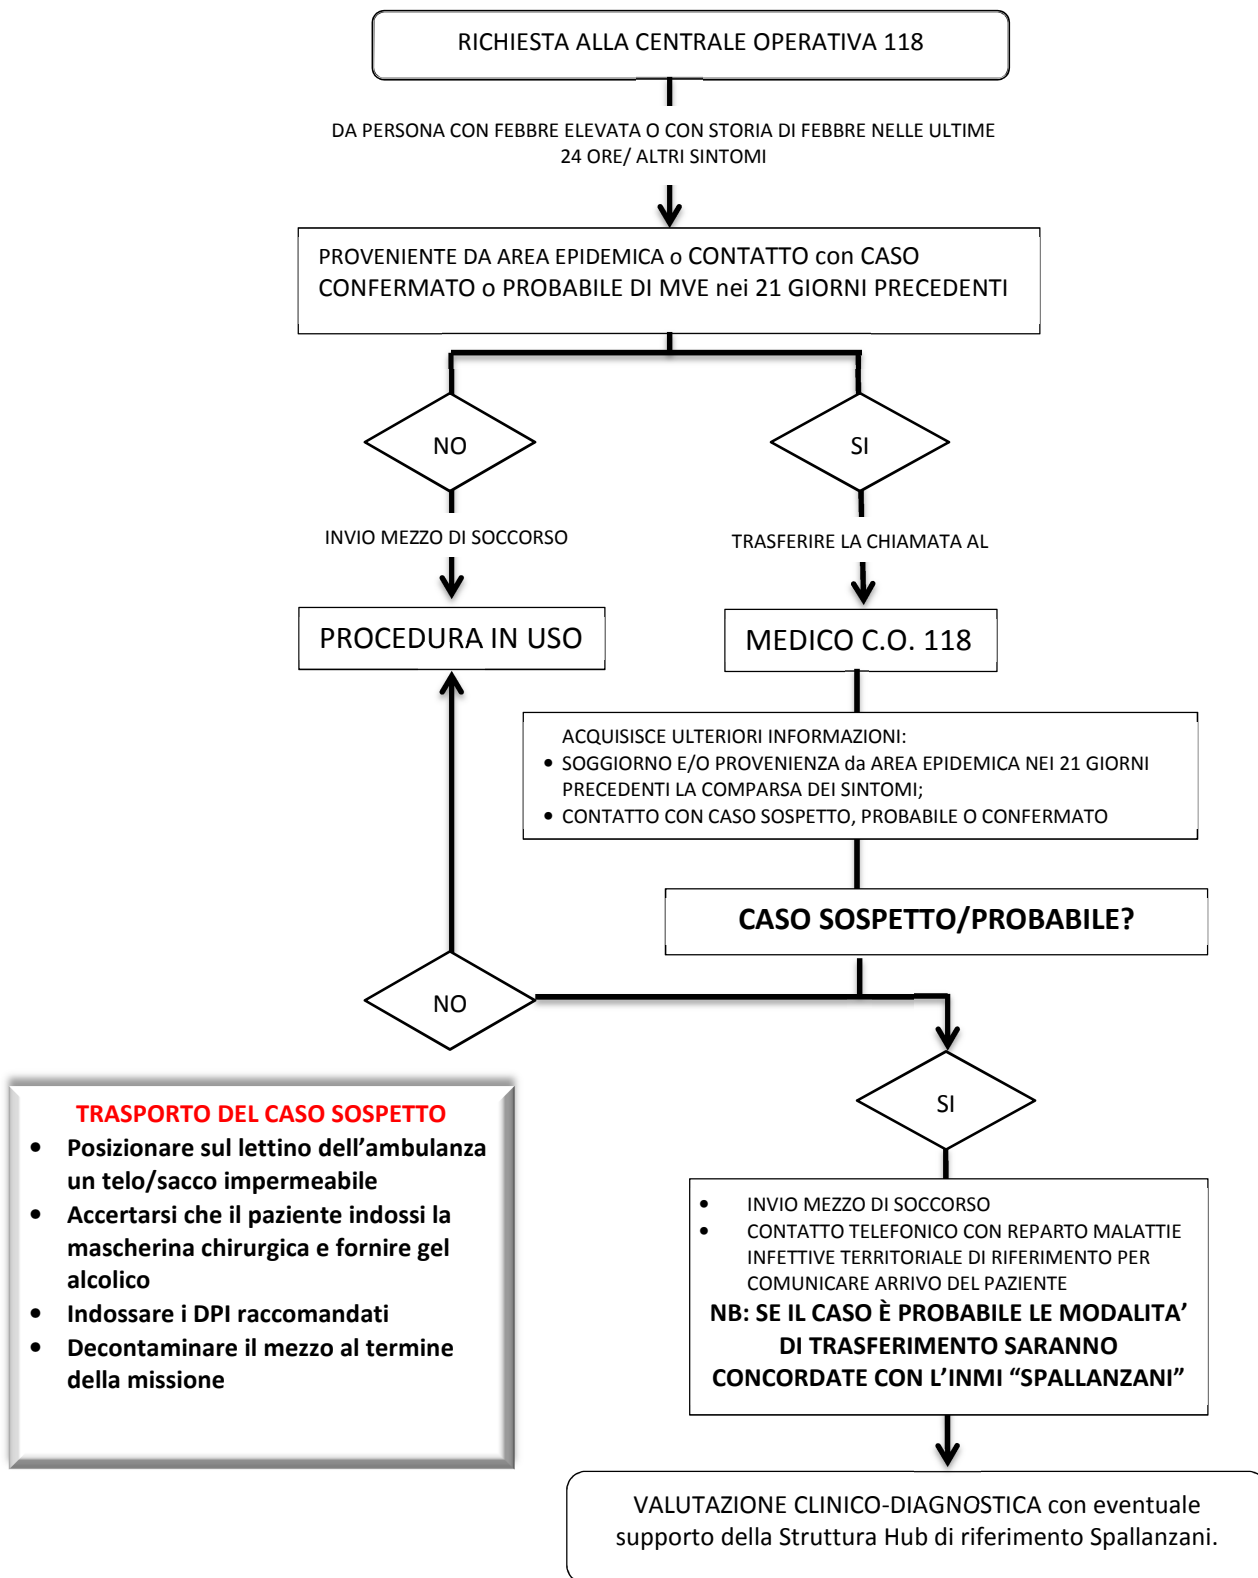 RICHIESTA ALLA CENTRALE OPERATIVA 118
DA PERSONA CON FEBBRE ELEVATA O CON STORIA DI FEBBRE NELLE ULTIME
24 ORE/ ALTRI SINTOMI
PROVENIENTE DA AREA EPIDEMICA o CONTATTO con CASO
CONFERMATO o PROBABILE DI MVE nei 21 GIORNI PRECEDENTI
NO
SI
INVIO MEZZO DI SOCCORSO
TRASFERIRE LA CHIAMATA AL
PROCEDURA IN USO
MEDICO C.O. 118
ACQUISISCE ULTERIORI INFORMAZIONI:
• SOGGIORNO E/O PROVENIENZA da AREA EPIDEMICA NEI 21 GIORNI
PRECEDENTI LA COMPARSA DEI SINTOMI;
• CONTATTO CON CASO SOSPETTO, PROBABILE O CONFERMATO
CASO SOSPETTO/PROBABILE?
NO
SI
TRASPORTO DEL CASO SOSPETTO
• Posizionare sul lettino dell’ambulanza
un telo/sacco impermeabile
• Accertarsi che il paziente indossi la
mascherina chirurgica e fornire gel
alcolico
• Indossare i DPI raccomandati
• Decontaminare il mezzo al termine
della missione
• INVIO MEZZO DI SOCCORSO
• CONTATTO TELEFONICO CON REPARTO MALATTIE
INFETTIVE TERRITORIALE DI RIFERIMENTO PER
COMUNICARE ARRIVO DEL PAZIENTE
NB: SE IL CASO È PROBABILE LE MODALITA’
DI TRASFERIMENTO SARANNO
CONCORDATE CON L’INMI “SPALLANZANI”
VALUTAZIONE CLINICO-DIAGNOSTICA con eventuale
supporto della Struttura Hub di riferimento Spallanzani.